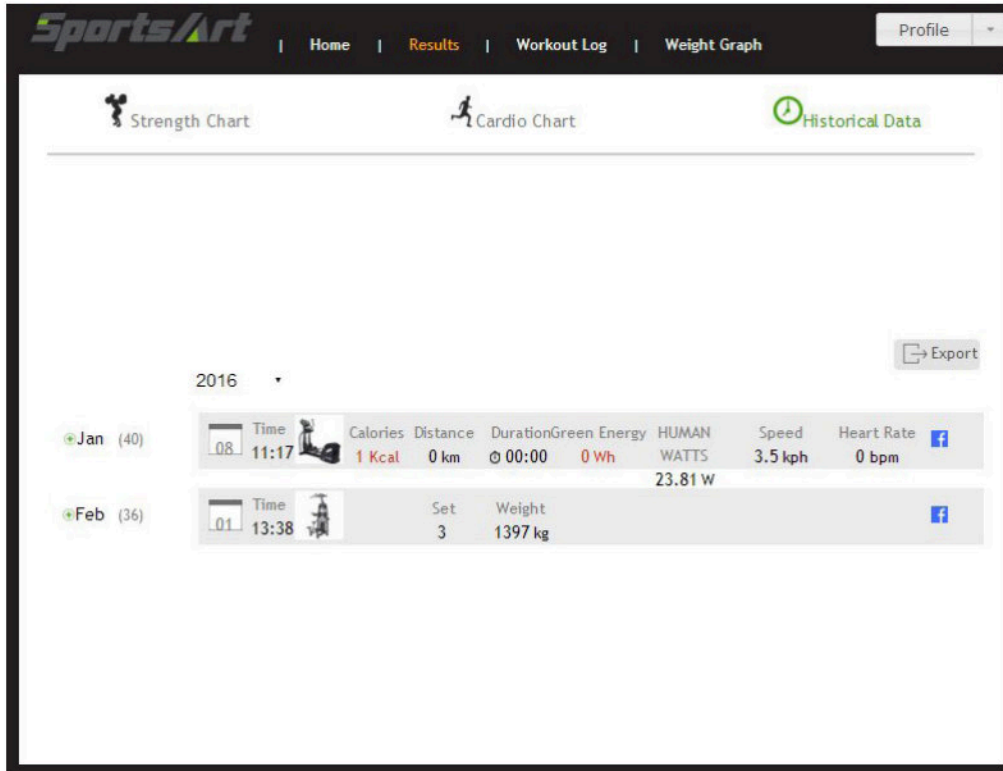 SportsArt
| Home | Results | Workout Log | Weight Graph
Profile
Strength Chart
Cardio Chart
Historical Data
Export
2016
Jan (40)
08
Time
11:17
Calories
1 Kcal
Distance
0 km
Duration
00:00
Green Energy
0 Wh
HUMAN
WATTS
23.81 W
Speed
3.5 kph
Heart Rate
0 bpm
f
Feb (36)
01
Time
13:38
Set
3
Weight
1397 kg
f